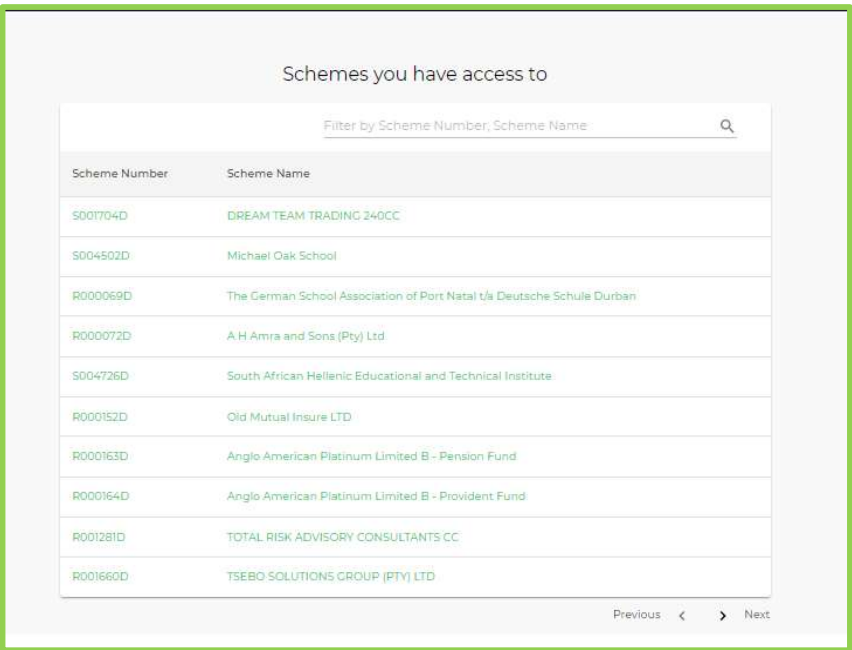 Schemes you have access to
Filter by Scheme Number, Scheme Name
Scheme Number Scheme Name
S001704D DREAM TEAM TRADING 240CC
S004502D Michael Oak School
R000069D The German School Association of Port Natal t/a Deutsche Schule Durban
R000072D A H Amra and Sons (Pty) Ltd
S004726D South African Hellenic Educational and Technical Institute
R000152D Old Mutual Insure LTD
R000163D Anglo American Platinum Limited B - Pension Fund
R000164D Anglo American Platinum Limited B - Provident Fund
R001281D TOTAL RISK ADVISORY CONSULTANTS CC
R001660D TSEBO SOLUTIONS GROUP (PTY) LTD
Previous < > Next